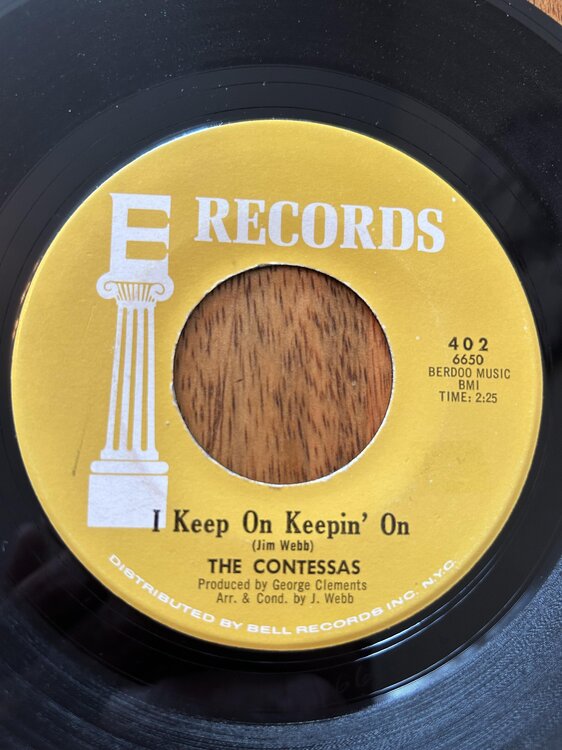 E RECORDS
402
6650
BERDOO MUSIC
BMI
TIME: 2:25
I Keep On Keepin' On
(Jim Webb)
THE CONTESSAS
Produced by George Clements
Arr. & Cond. by J. Webb
DISTRIBUTED BY BELL RECORDS INC. NYC.